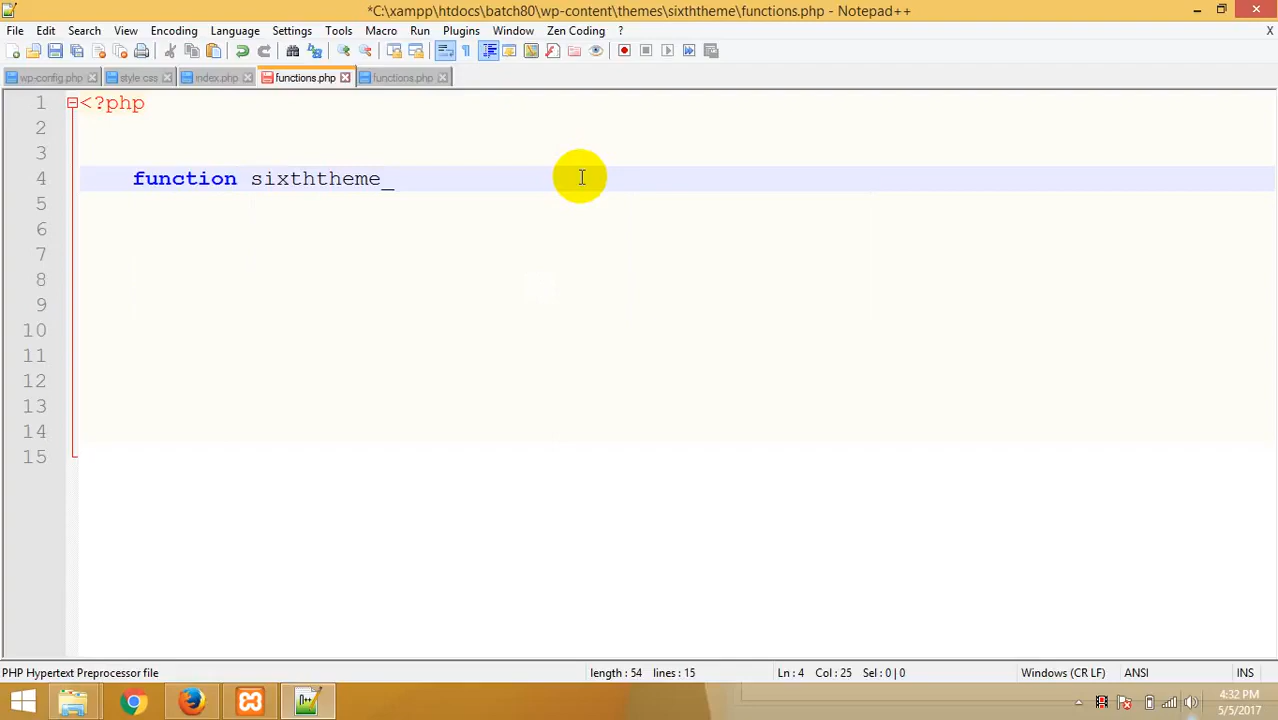 *C:\xampp\htdocs\batch80\wp-content\themes\sixththeme\functions.php - Notepad++
File Edit Search View Encoding Language Settings Tools Macro Run Plugins Window Zen Coding ? X
wp-config.php style.css index.php functions.php functions.php
1 <?php
2
3
4 function sixththeme_
5
6
7
8
9
10
11
12
13
14
15
PHP Hypertext Preprocessor file length : 54 lines : 15 Ln : 4 Col : 25 Sel : 0 | 0 Windows (CR LF) ANSI INS
4:32 PM
5/5/2017